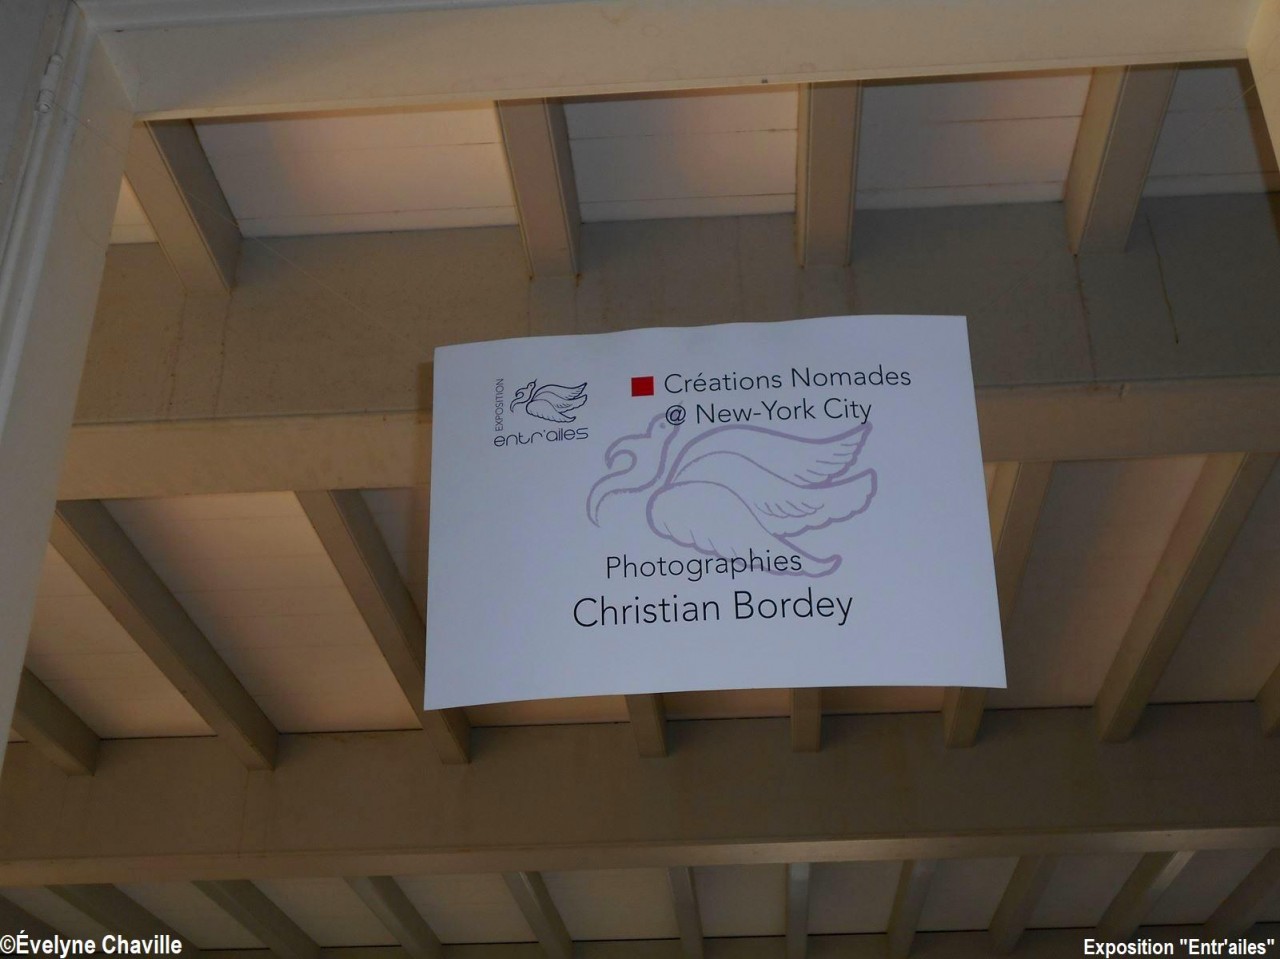 EXPOSITION
entr'ailes
Créations Nomades
@ New-York City
Photographies
Christian Bordey
©Évelyne Chaville
Exposition "Entr'ailes"